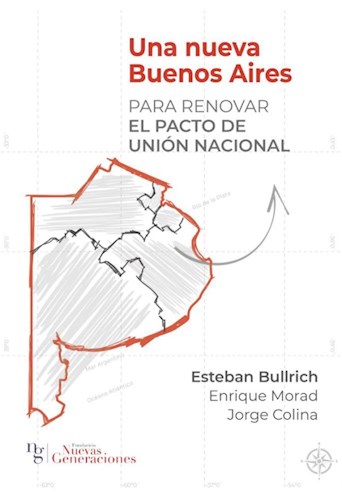 Una nueva
Buenos Aires
PARA RENOVAR
EL PACTO DE
UNIÓN NACIONAL
Río de la Plata
Mar Argentino
Océano Atlántico
Esteban Bullrich
Enrique Morad
Jorge Colina
ng
Fundación
Nuevas
Generaciones